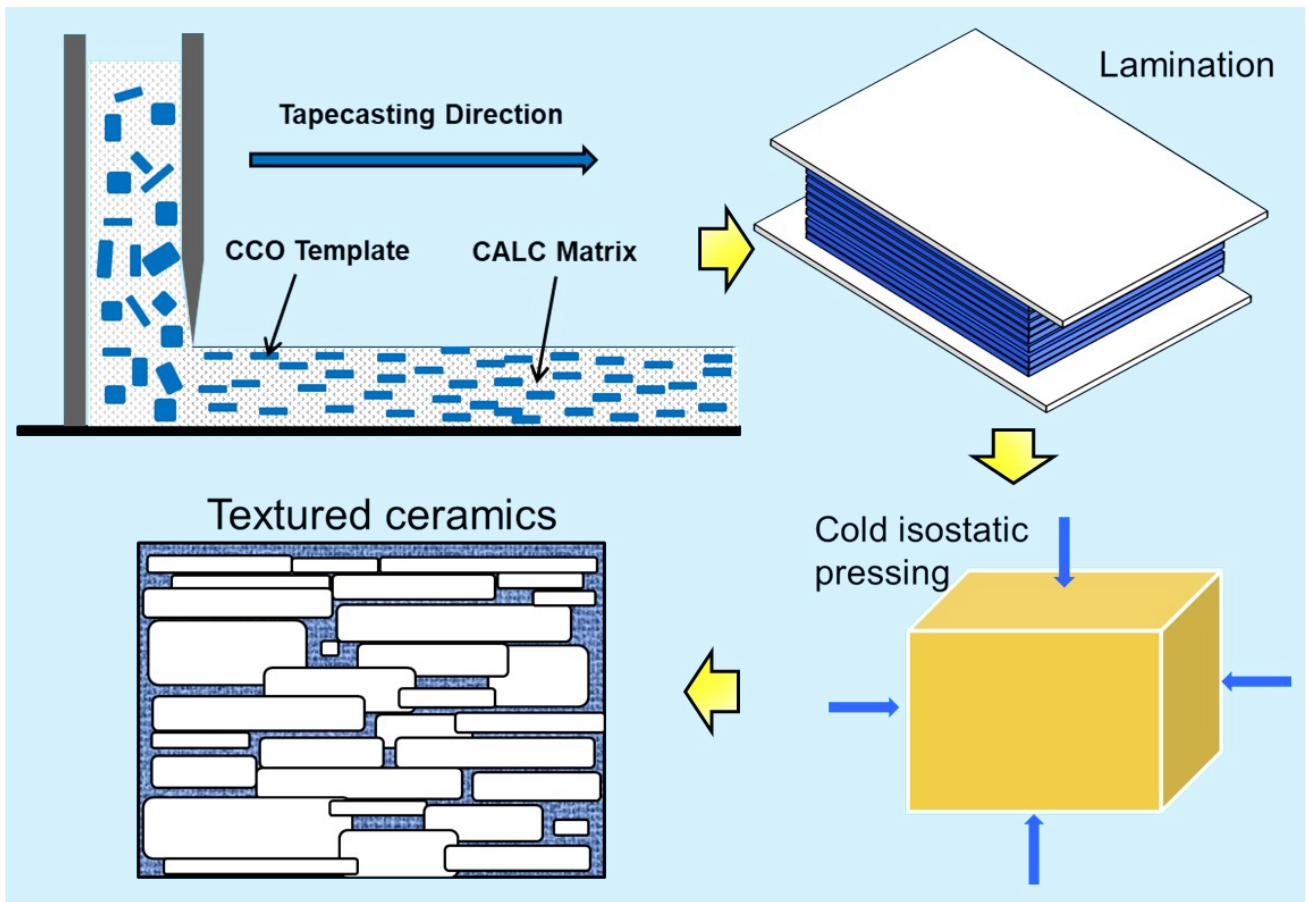 Tapecasting Direction
CCO Template
CALC Matrix
Lamination
Cold isostatic
pressing
Textured ceramics